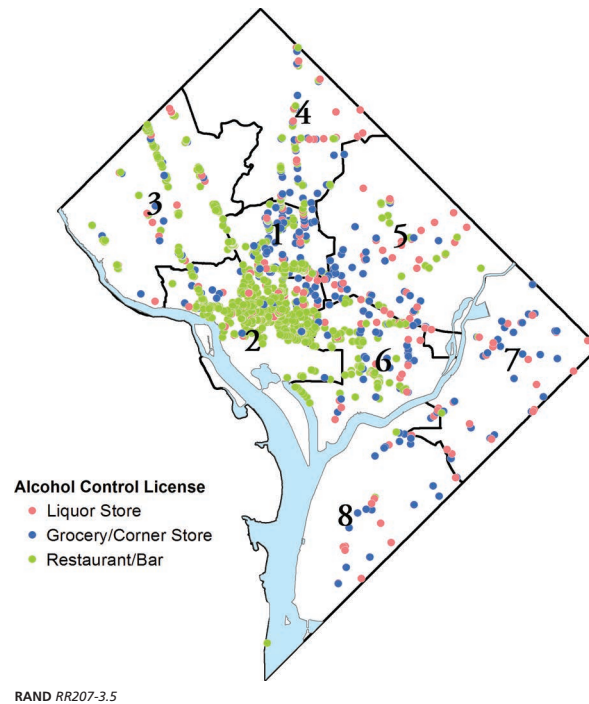 4
3
1
5
2
6
7
8
Alcohol Control License
Liquor Store
Grocery/Corner Store
Restaurant/Bar
RAND RR207-3.5